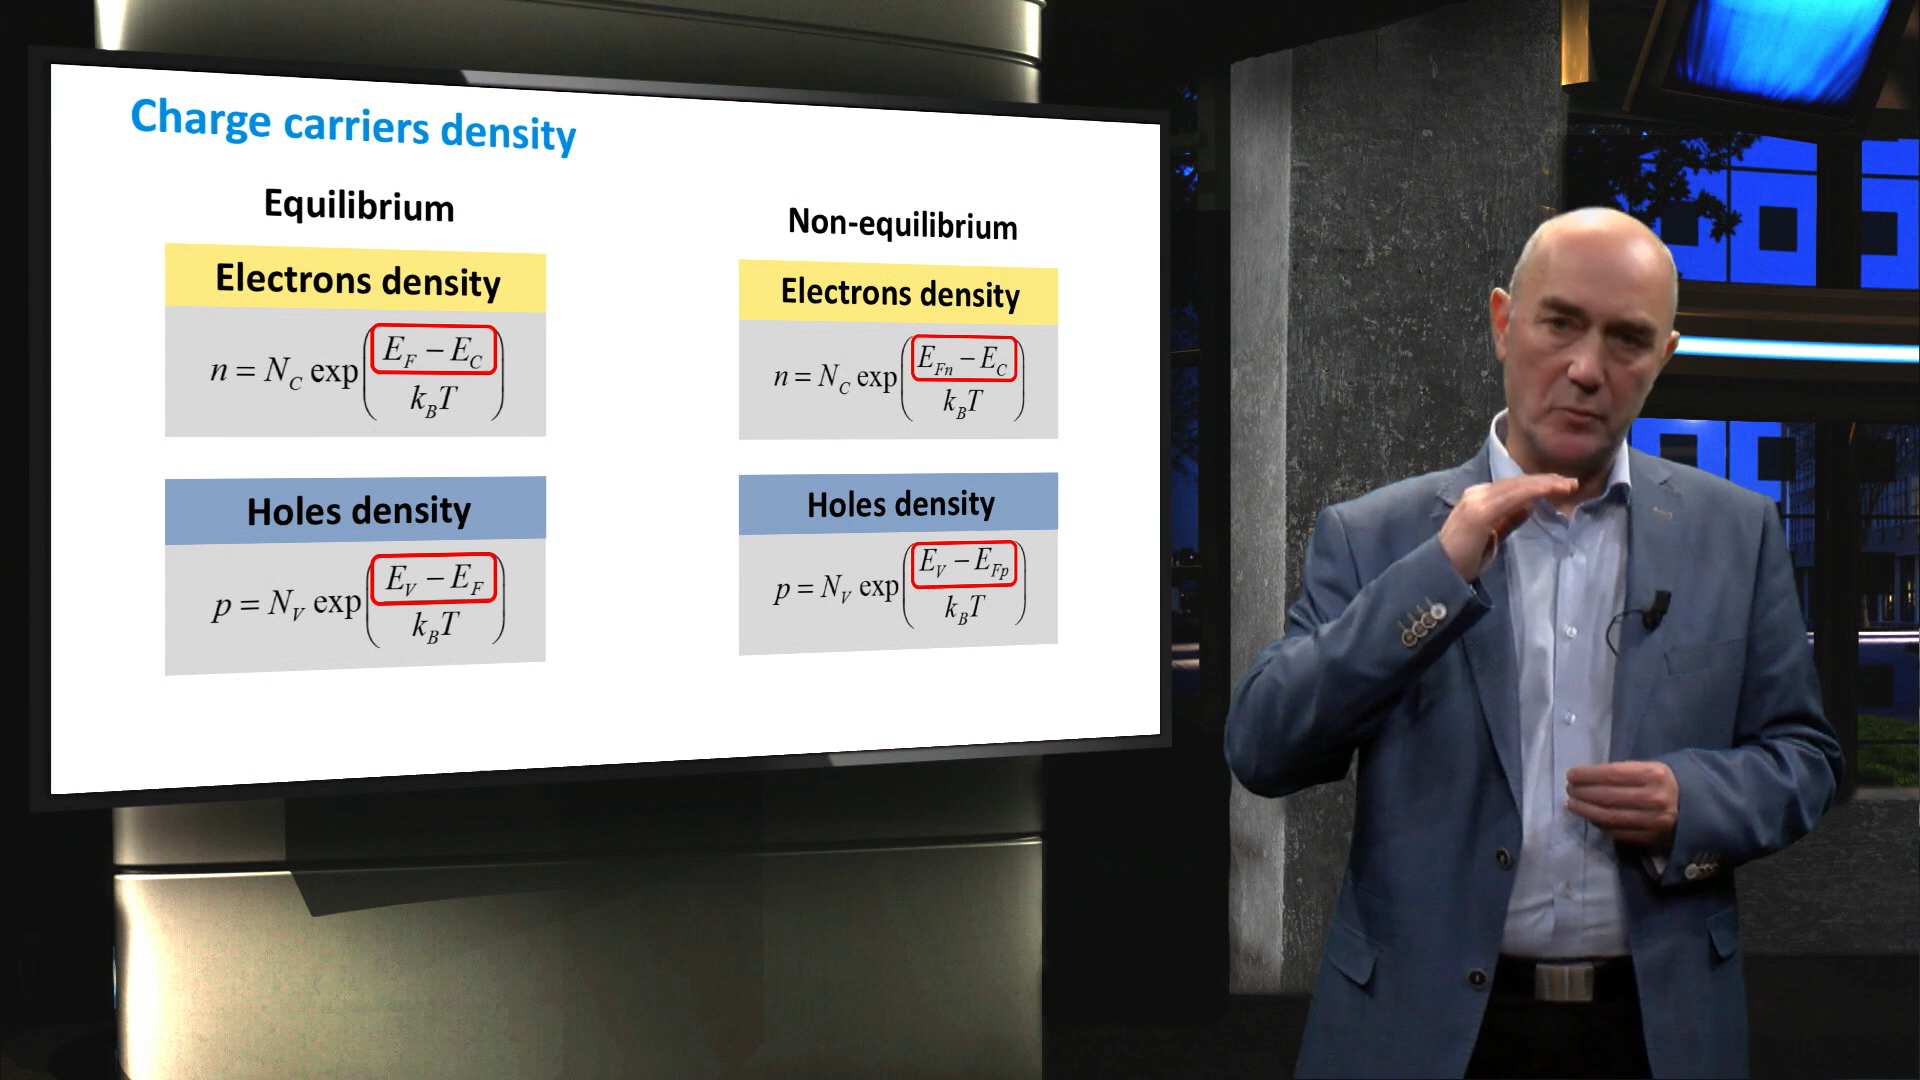 Charge carriers density
Equilibrium
Electrons density
n = N_C exp((E_F − E_C) / (k_B T))
Holes density
p = N_V exp((E_V − E_F) / (k_B T))
Non-equilibrium
Electrons density
n = N_C exp((E_Fn − E_C) / (k_B T))
Holes density
p = N_V exp((E_V − E_Fp) / (k_B T))